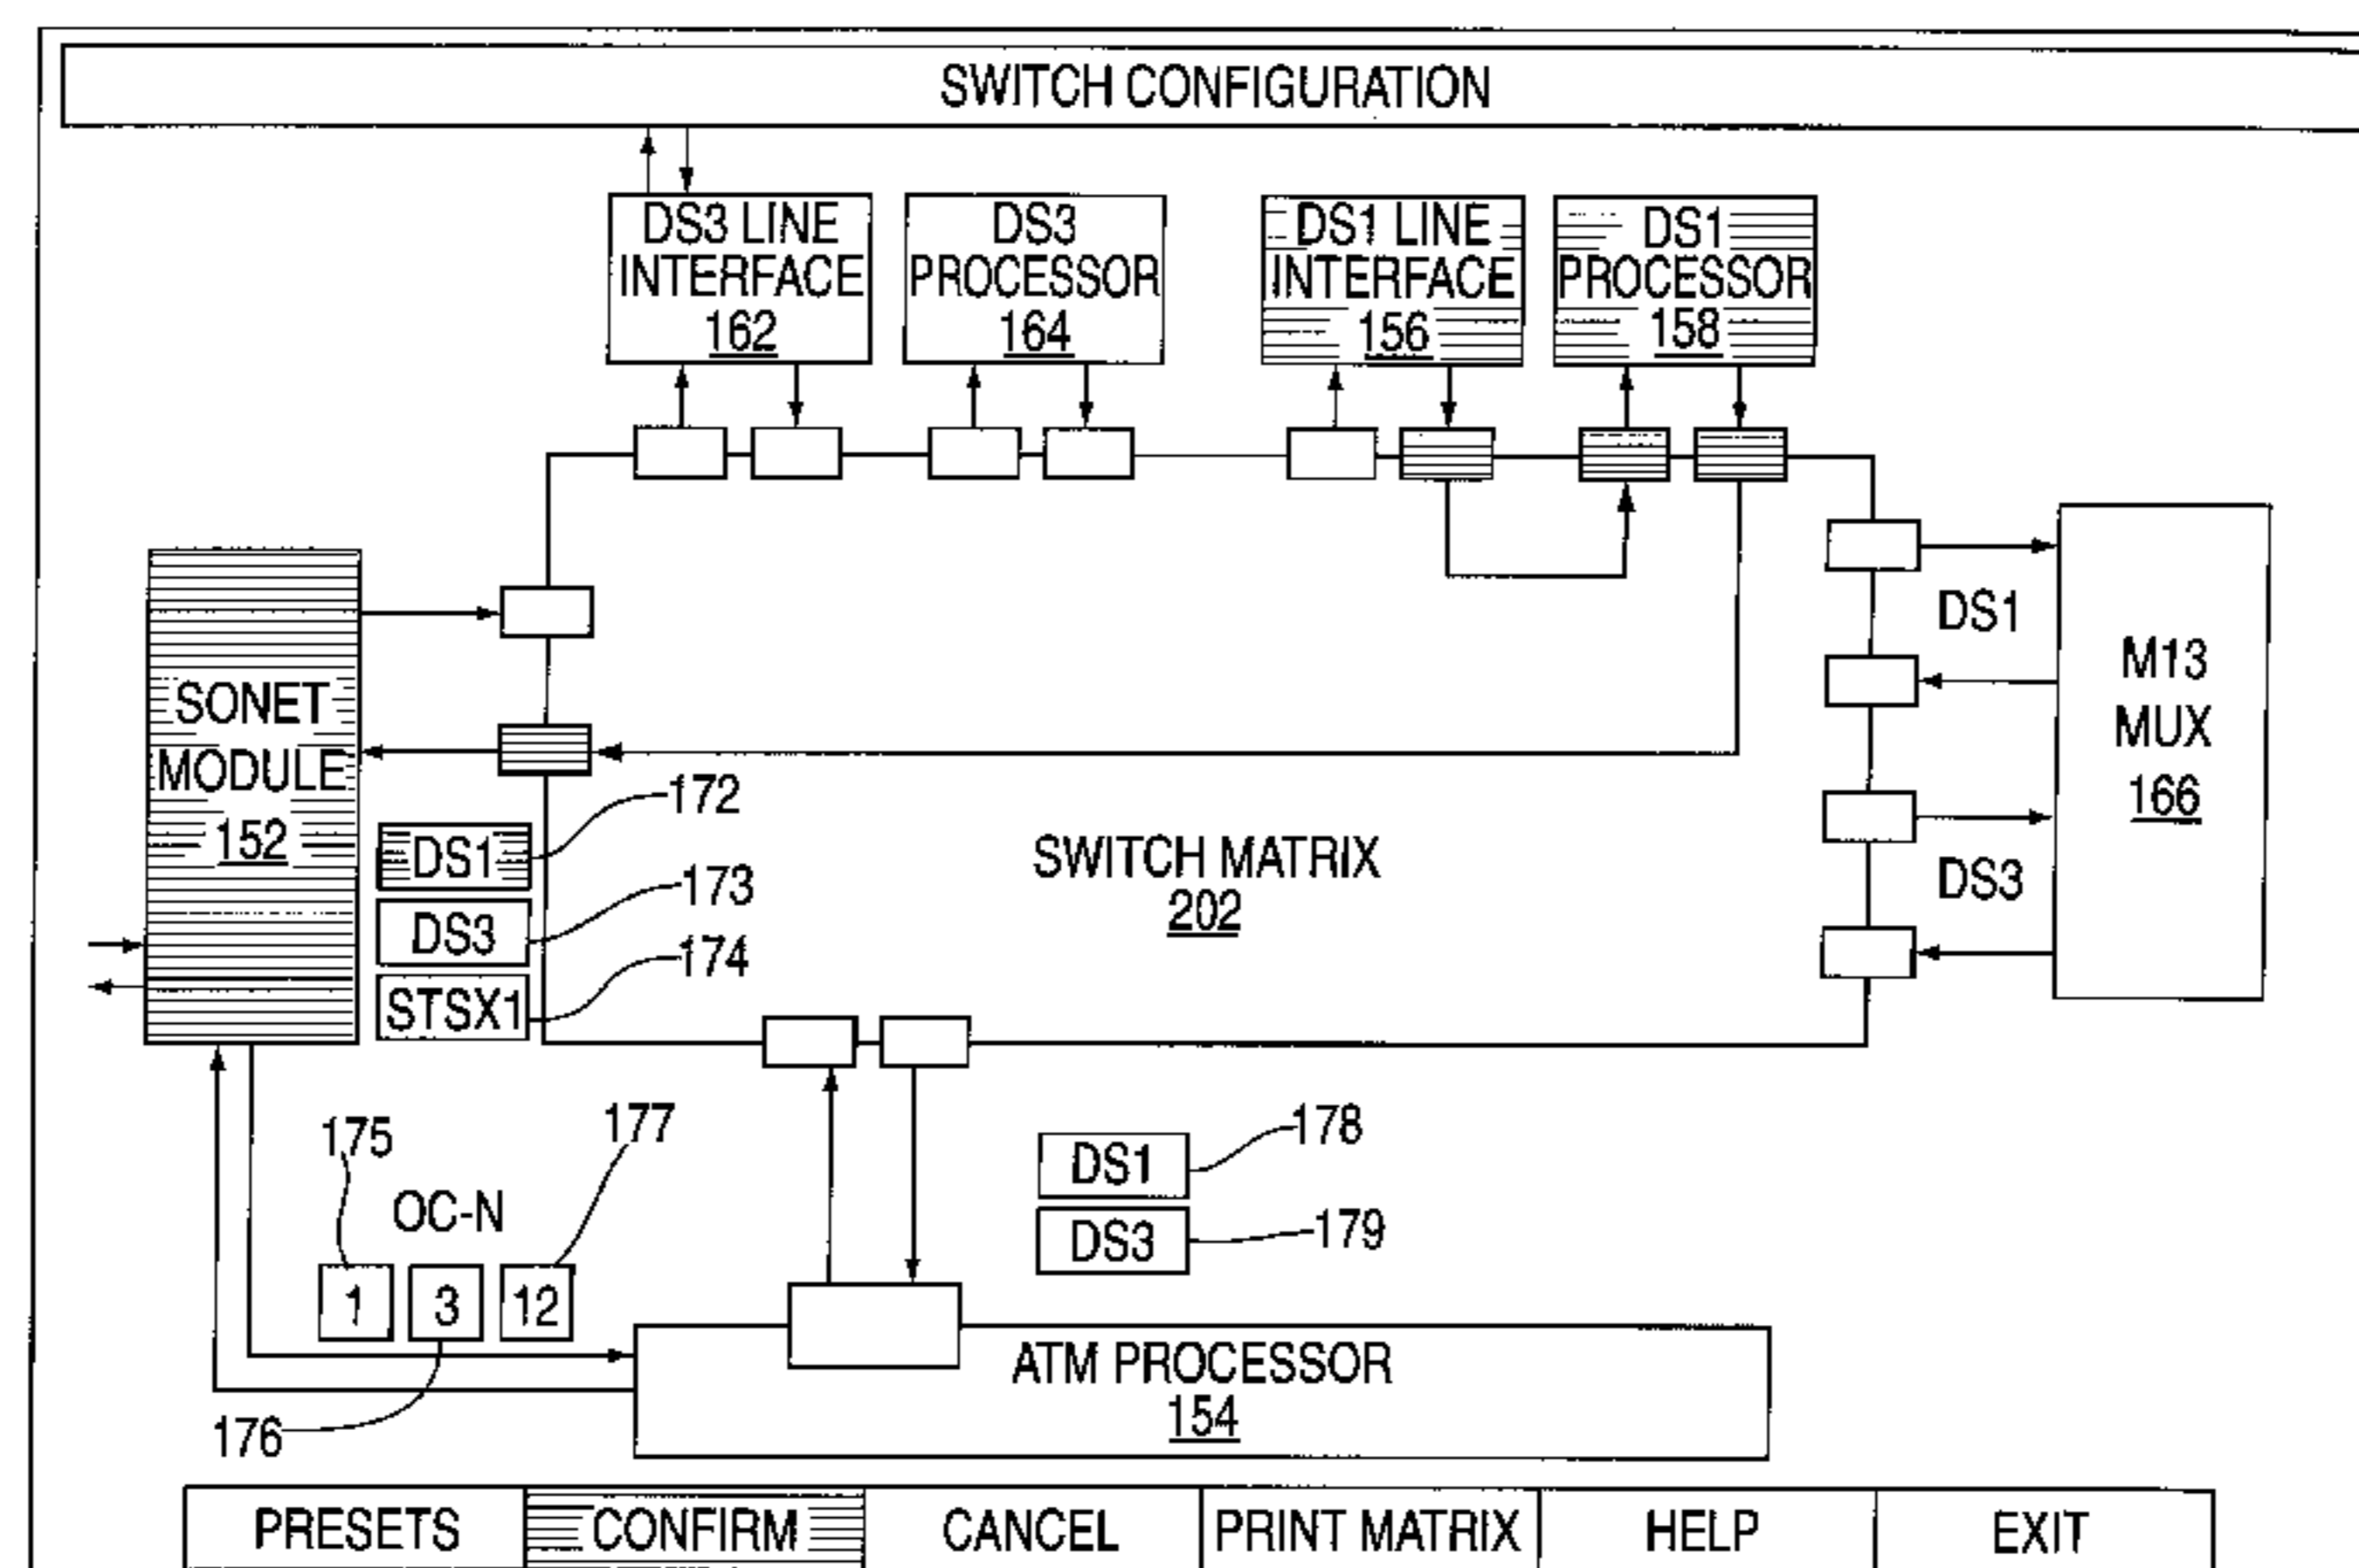 SWITCH CONFIGURATION
DS3 LINE
INTERFACE
162
DS3
PROCESSOR
164
DS1 LINE
INTERFACE
156
DS1
PROCESSOR
158
DS1
M13
MUX
166
DS3
SONET
MODULE
152
172
DS1
173
DS3
174
STSX1
SWITCH MATRIX
202
175
177
OC-N
1
3
12
176
178
DS1
179
DS3
ATM PROCESSOR
154
PRESETS
CONFIRM
CANCEL
PRINT MATRIX
HELP
EXIT